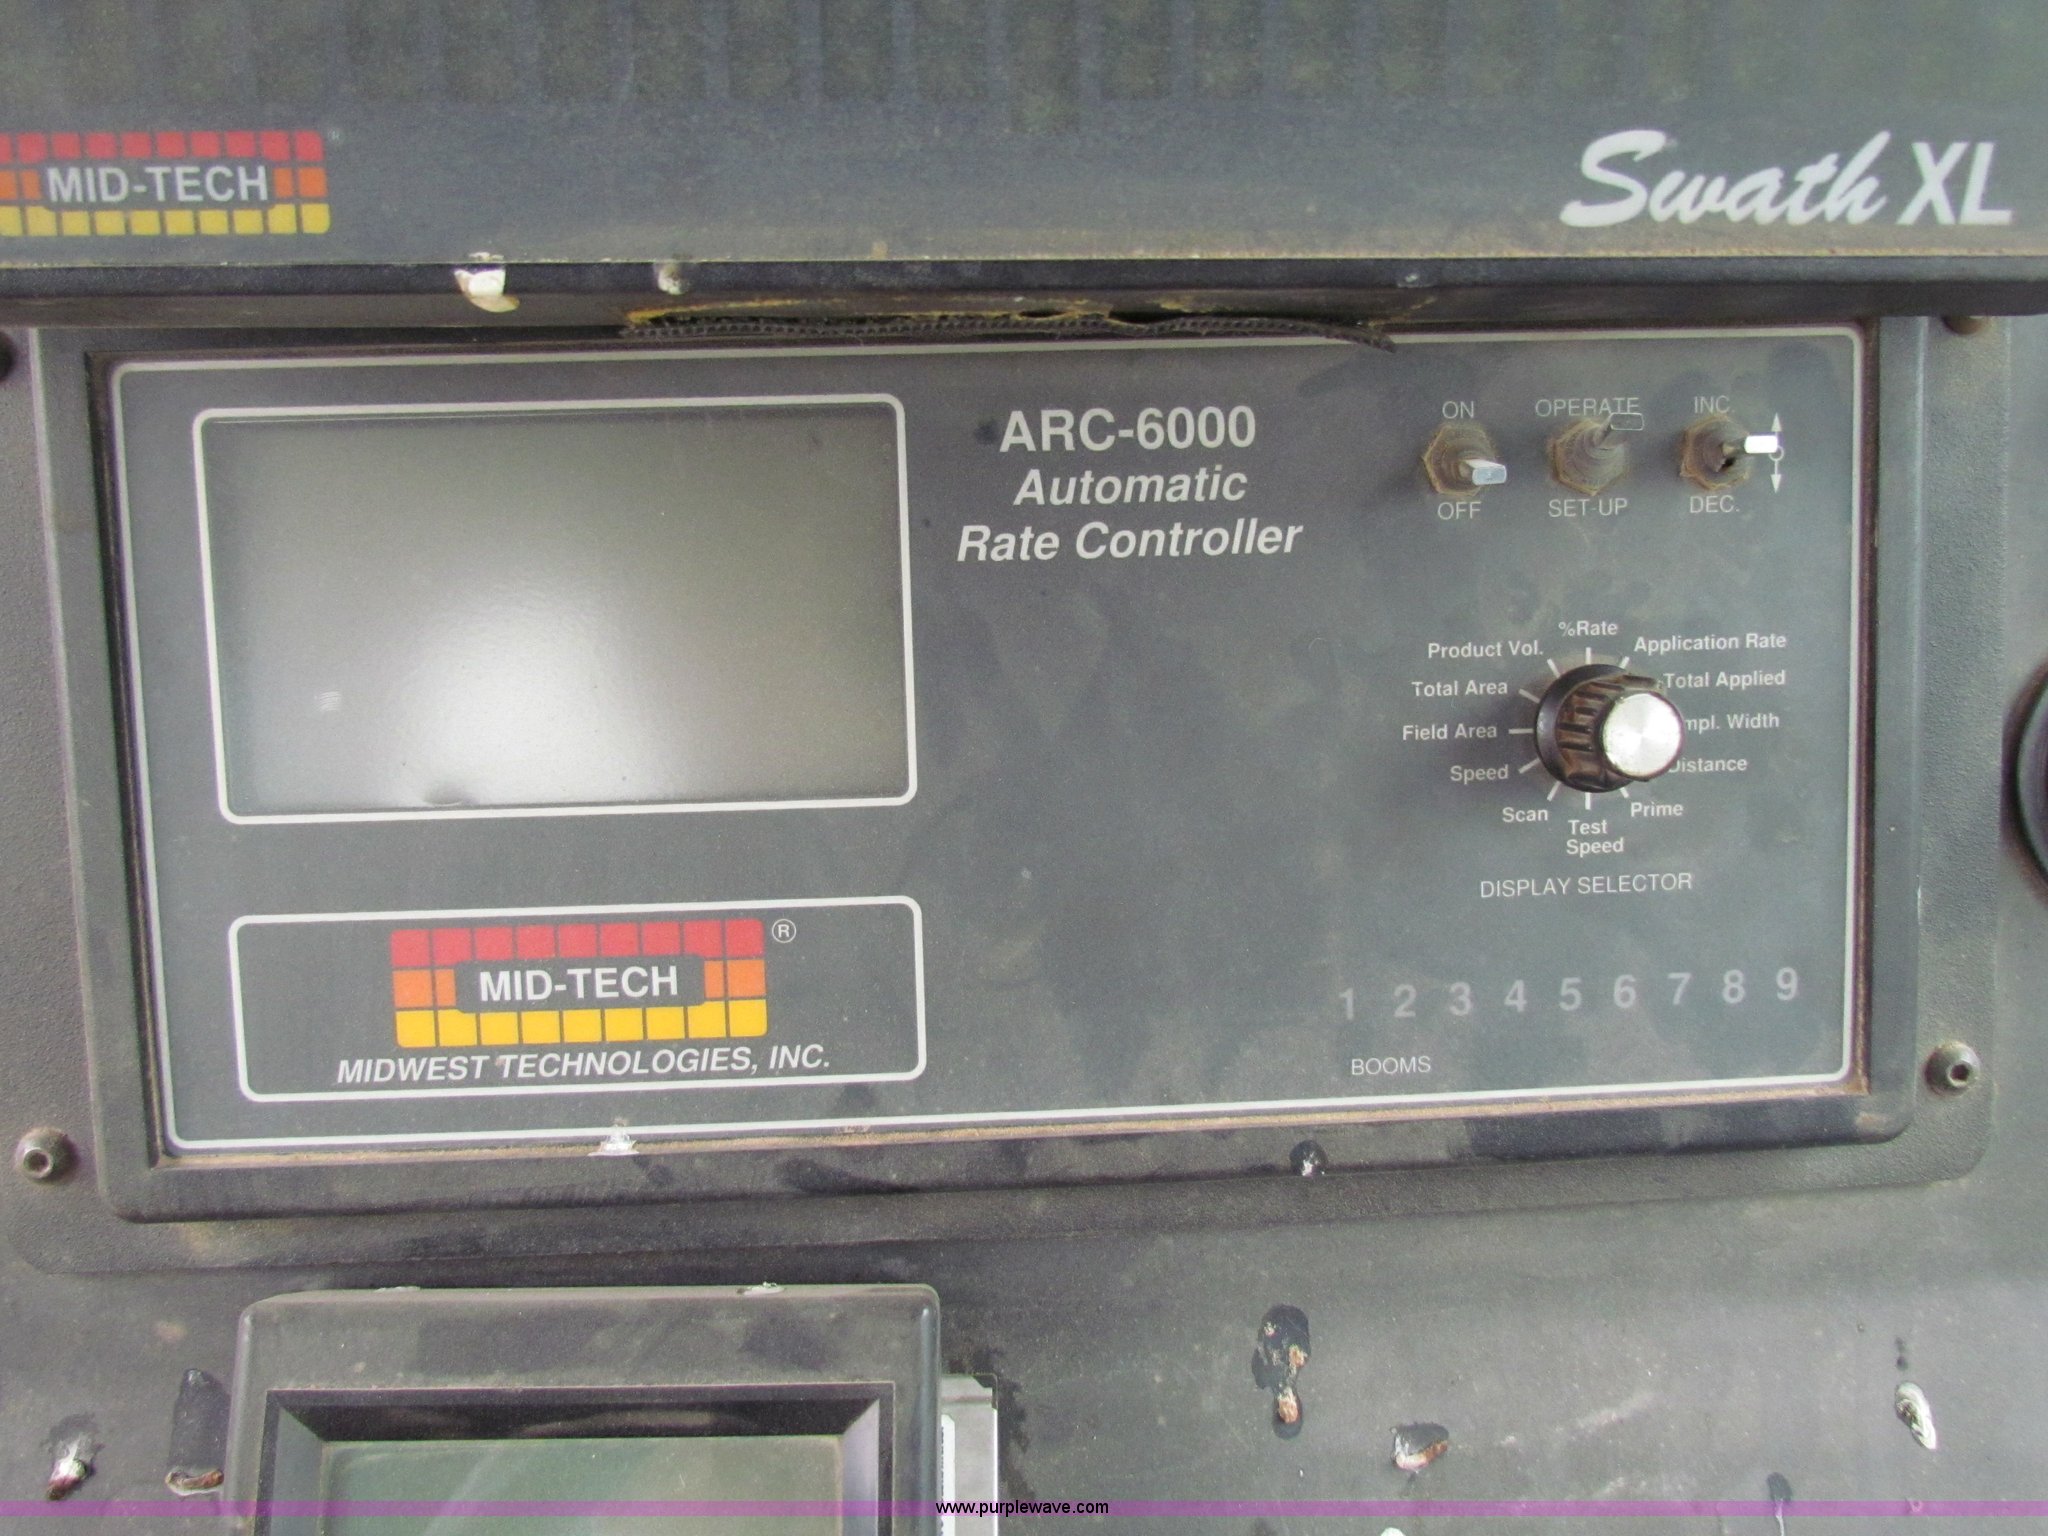 MID-TECH
Swath XL
ARC-6000
Automatic
Rate Controller
ON
OFF
OPERATE
SET-UP
INC.
DEC.
%Rate
Product Vol.
Application Rate
Total Area
Total Applied
Field Area
mpl. Width
Speed
Distance
Scan
Prime
Test
Speed
DISPLAY SELECTOR
1 2 3 4 5 6 7 8 9
BOOMS
MID-TECH ®
MIDWEST TECHNOLOGIES, INC.
www.purplewave.com